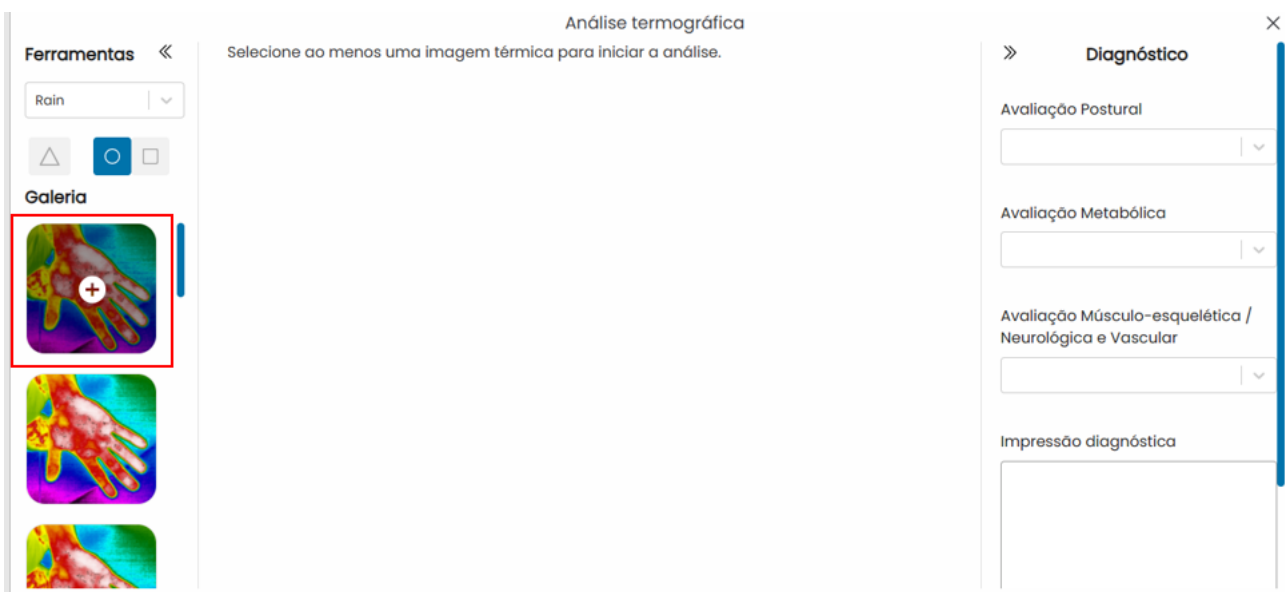 Análise termográfica
Ferramentas
Selecione ao menos uma imagem térmica para iniciar a análise.
Diagnóstico
Rain
Avaliação Postural
Galeria
Avaliação Metabólica
Avaliação Músculo-esquelética /
Neurológica e Vascular
Impressão diagnóstica